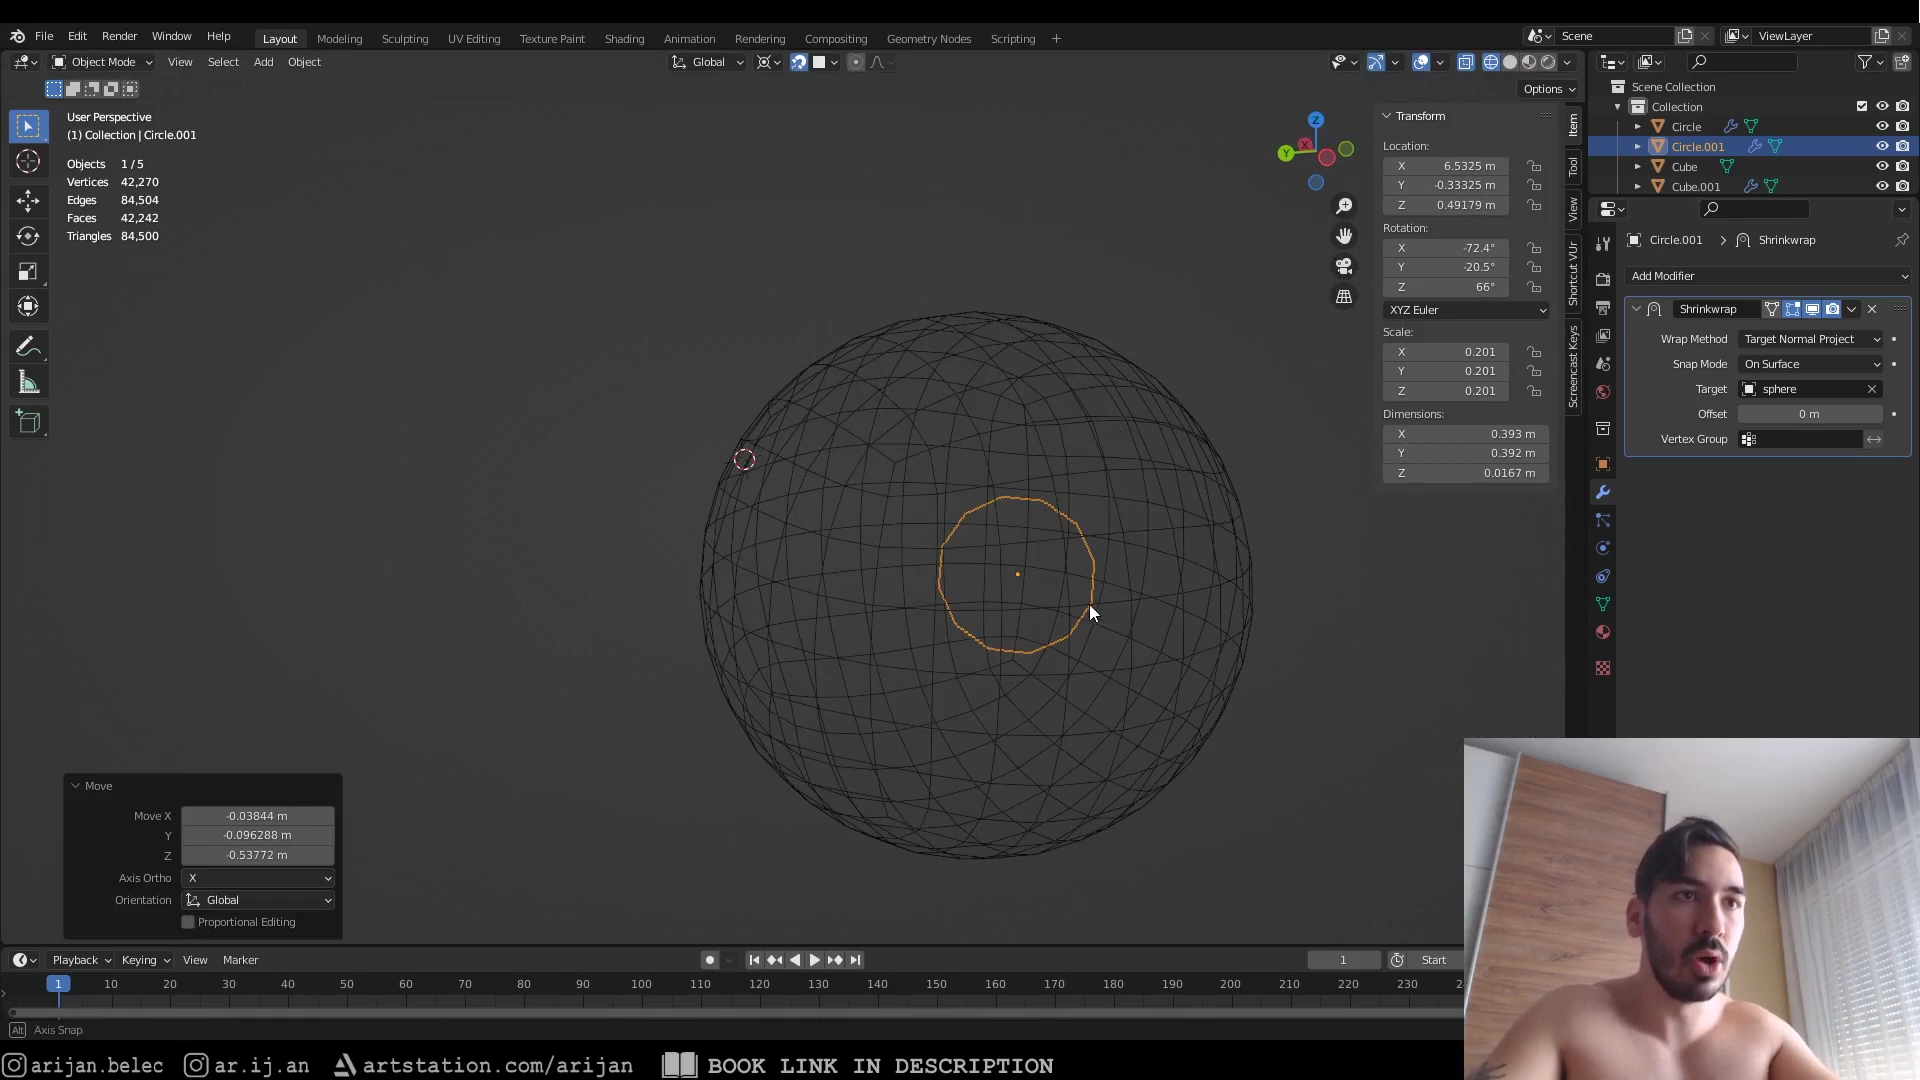 File Edit Render Window Help Layout Modeling Sculpting UV Editing Texture Paint Shading Animation Rendering Compositing Geometry Nodes Scripting + Scene ViewLayer
Object Mode View Select Add Object Global
Options
User Perspective
(1) Collection | Circle.001
Objects 1 / 5
Vertices 42,270
Edges 84,504
Faces 42,242
Triangles 84,500
Z
X
Y
Transform
Location:
X 6.5325 m
Y -0.33325 m
Z 0.49179 m
Rotation:
X -72.4°
Y -20.5°
Z 66°
XYZ Euler
Scale:
X 0.201
Y 0.201
Z 0.201
Dimensions:
X 0.393 m
Y 0.392 m
Z 0.0167 m
Item
Tool
View
Shortcut VUr
Screencast Keys
Scene Collection
Collection
Circle
Circle.001
Cube
Cube.001
Circle.001 > Shrinkwrap
Add Modifier
Shrinkwrap
Wrap Method Target Normal Project
Snap Mode On Surface
Target sphere
Offset 0 m
Vertex Group
Move
Move X -0.03844 m
Y -0.096288 m
Z -0.53772 m
Axis Ortho X
Orientation Global
Proportional Editing
Playback Keying View Marker 1 Start
1 10 20 30 40 50 60 70 80 90 100 110 120 130 140 150 160 170 180 190 200 210 220 230
Alt Axis Snap
arijan.belec ar.ij.an artstation.com/arijan BOOK LINK IN DESCRIPTION